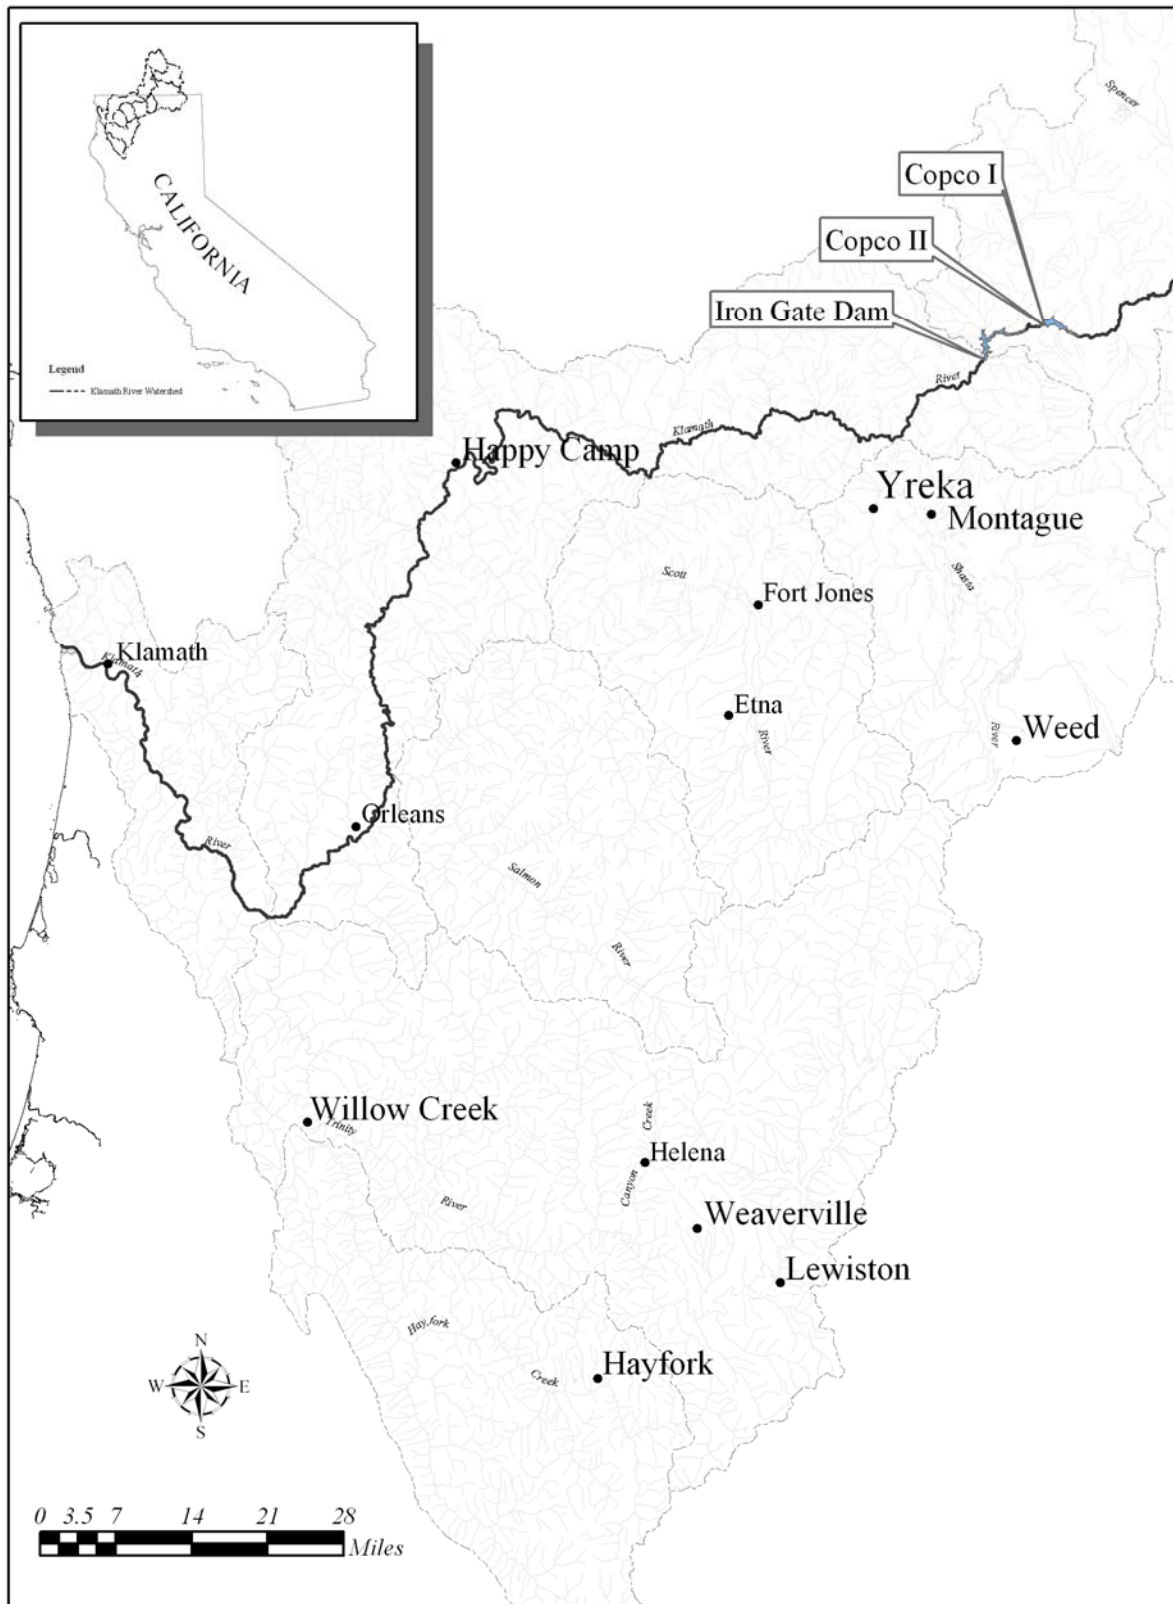 CALIFORNIA
Legend
Klamath River Watershed
Spencer
Copco I
Copco II
Iron Gate Dam
River
Klamath
Happy Camp
Yreka
Montague
Scott
Shasta
Fort Jones
Klamath
Klamath
Etna
River
River
Weed
Orleans
River
Salmon
River
Willow Creek
Trinity
Creek
Helena
Canyon
River
Weaverville
Lewiston
Hayfork
Creek
Hayfork
N
W E
S
0 3.5 7 14 21 28
Miles